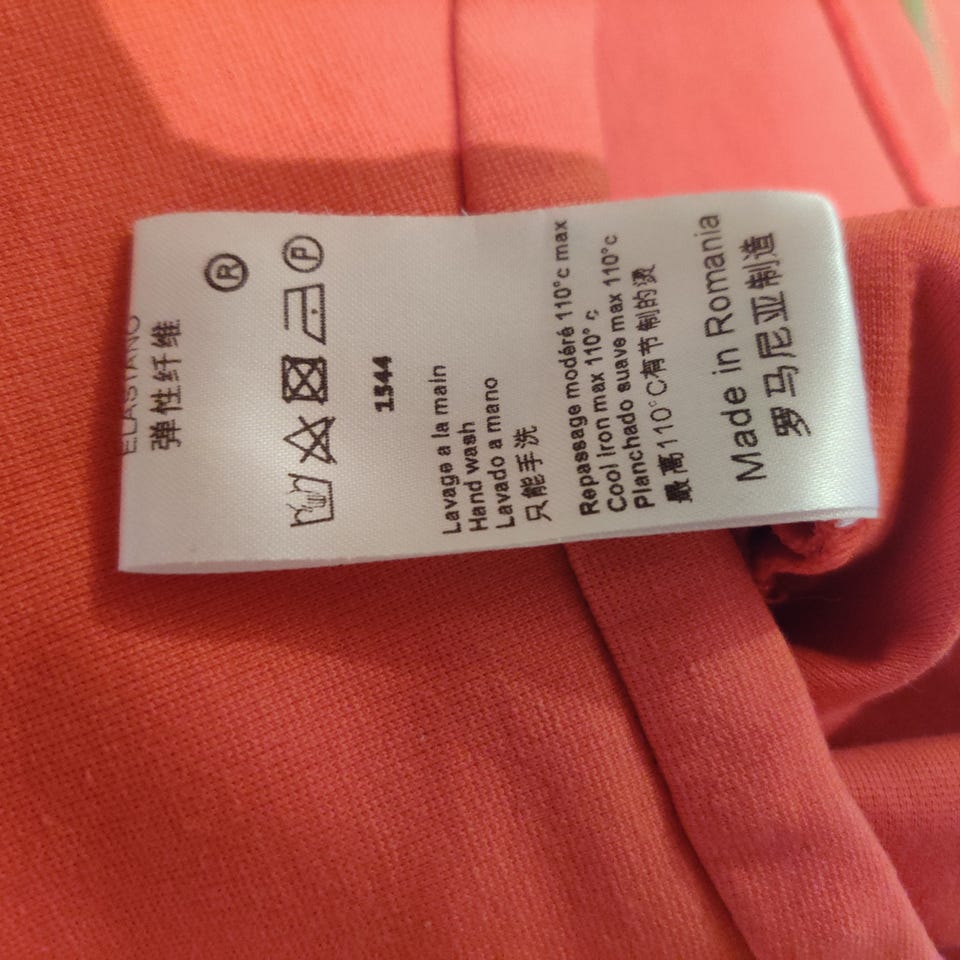 ELASTANO
弹性纤维
®
P
1544
Lavage a la main
Hand wash
Lavado a mano
只能手洗
Repassage modéré 110°c max
Cool iron max 110°c
Planchado suave max 110°c
最高110°C有节制的烫
Made in Romania
罗马尼亚制造